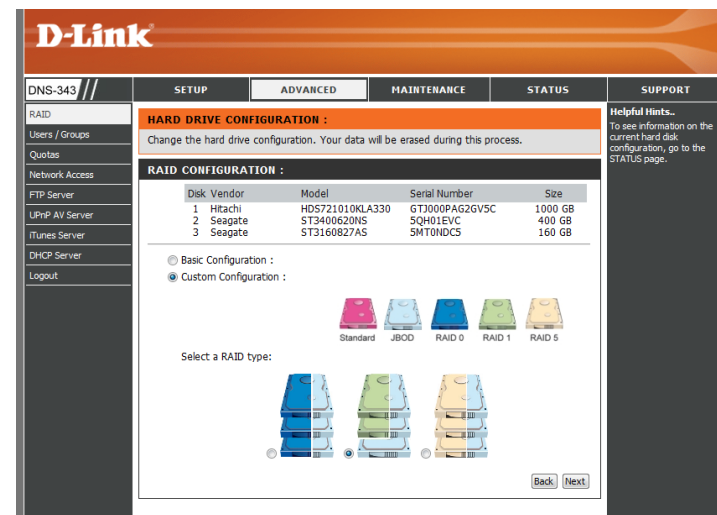 D-Link
DNS-343
SETUP
ADVANCED
MAINTENANCE
STATUS
SUPPORT
RAID
Users / Groups
Quotas
Network Access
FTP Server
UPnP AV Server
iTunes Server
DHCP Server
Logout
HARD DRIVE CONFIGURATION :
Change the hard drive configuration. Your data will be erased during this process.
RAID CONFIGURATION :
Disk Vendor Model Serial Number Size
1 Hitachi HDS721010KLA330 GTJ000PAG2GV5C 1000 GB
2 Seagate ST3400620NS 5QH01EVC 400 GB
3 Seagate ST3160827AS 5MT0NDC5 160 GB
Basic Configuration :
Custom Configuration :
Standard JBOD RAID 0 RAID 1 RAID 5
Select a RAID type:
Back Next
Helpful Hints..
To see information on the
current hard disk
configuration, go to the
STATUS page.